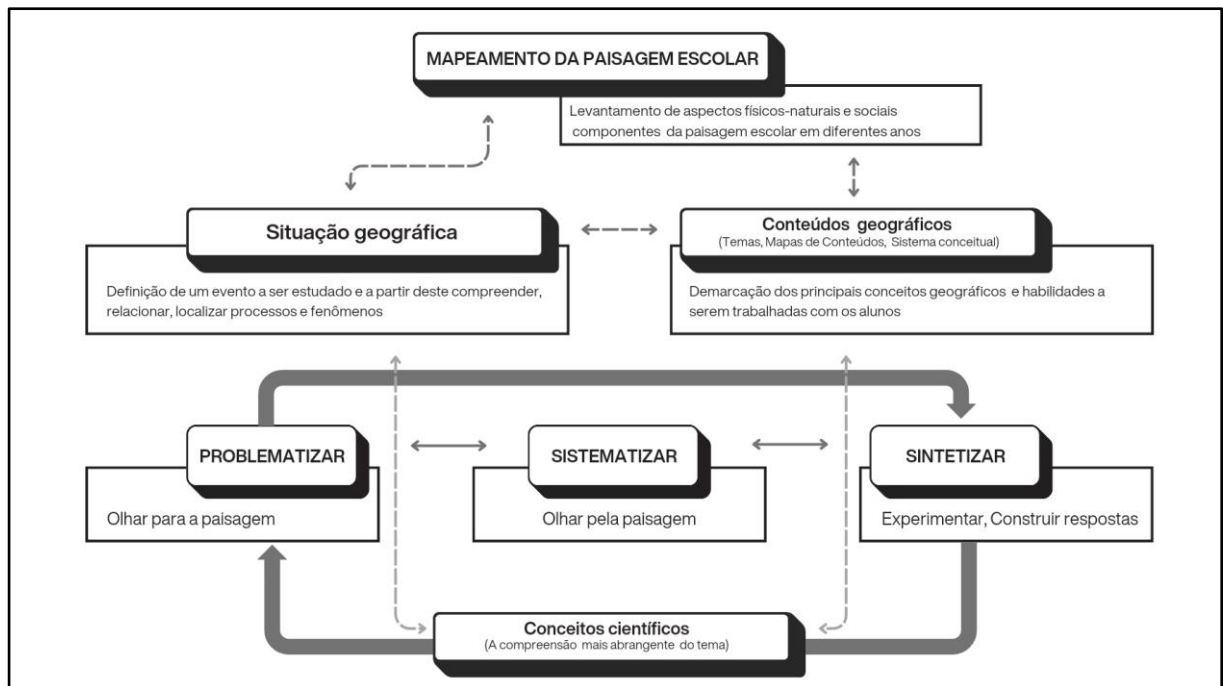 MAPEAMENTO DA PAISAGEM ESCOLAR
Levantamento de aspectos físicos-naturais e sociais
componentes da paisagem escolar em diferentes anos
Situação geográfica
Definição de um evento a ser estudado e a partir deste compreender,
relacionar, localizar processos e fenômenos
Conteúdos geográficos
(Temas, Mapas de Conteúdos, Sistema conceitual)
Demarcação dos principais conceitos geográficos e habilidades a
serem trabalhadas com os alunos
PROBLEMATIZAR
Olhar para a paisagem
SISTEMATIZAR
Olhar pela paisagem
SINTETIZAR
Experimentar, Construir respostas
Conceitos científicos
(A compreensão mais abrangente do tema)